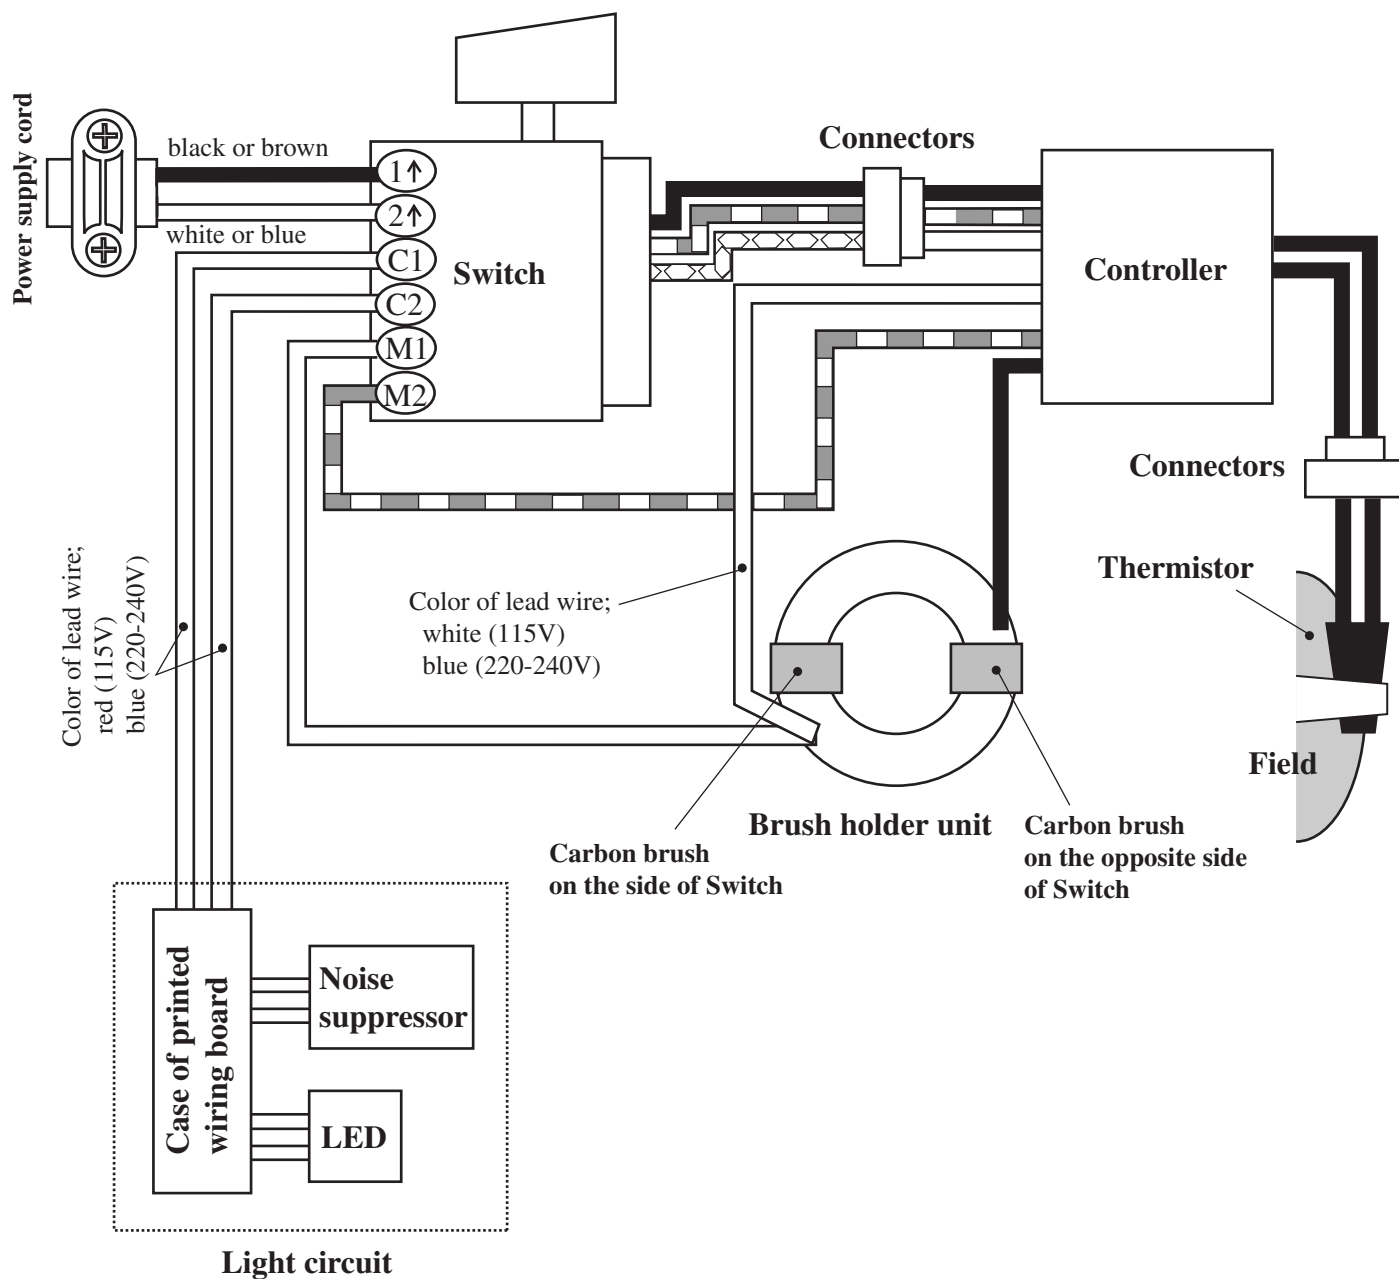 Power supply cord
black or brown
white or blue
1↑
2↑
C1
C2
M1
M2
Switch
Connectors
Controller
Connectors
Thermistor
Field
Color of lead wire;
red (115V)
blue (220-240V)
Color of lead wire;
white (115V)
blue (220-240V)
Brush holder unit
Carbon brush
on the side of Switch
Carbon brush
on the opposite side
of Switch
Case of printed
wiring board
Noise
suppressor
LED
Light circuit